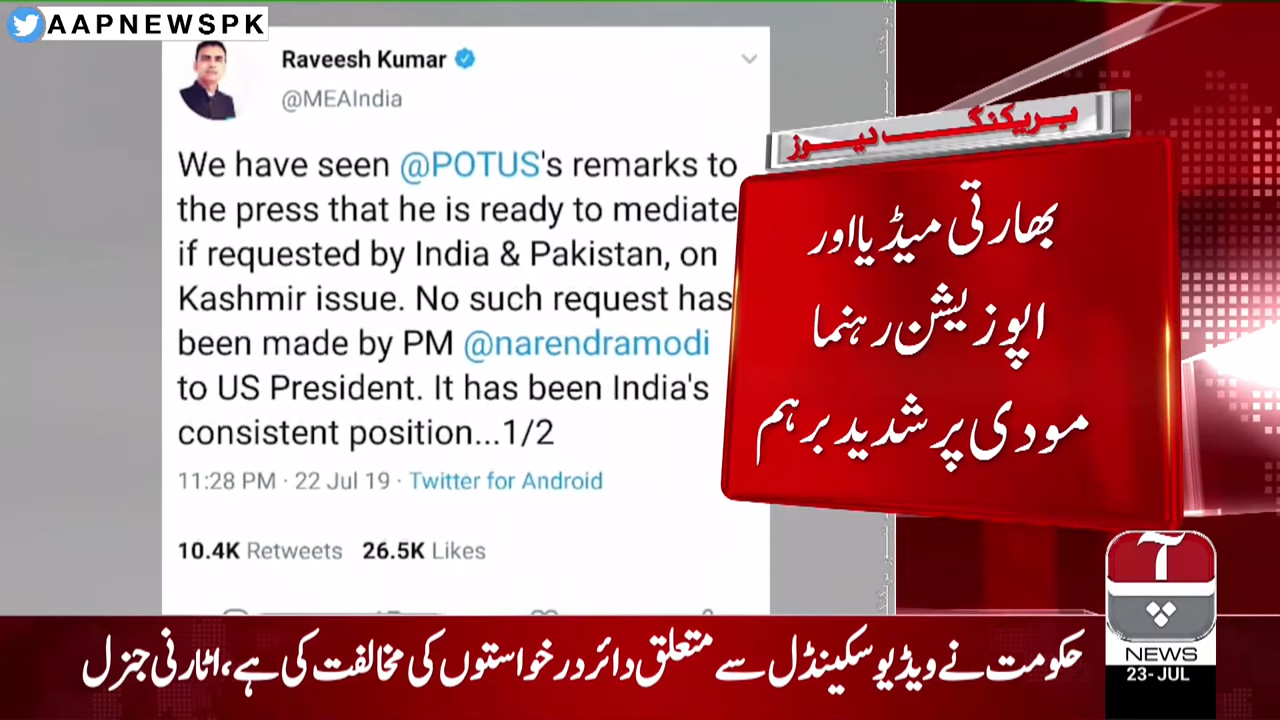 AAPNEWSPK
Raveesh Kumar
@MEAIndia
We have seen @POTUS's remarks to
the press that he is ready to mediate
if requested by India & Pakistan, on
Kashmir issue. No such request has
been made by PM @narendramodi
to US President. It has been India's
consistent position...1/2
11:28 PM · 22 Jul 19 · Twitter for Android
10.4K Retweets 26.5K Likes
بریکنگ نیوز
بھارتی میڈیا اور
اپوزیشن رہنما
مودی پر شدید برہم
حکومت نے ویڈیو سکینڈل سے متعلق دائر درخواستوں کی مخالفت کی ہے، اٹارنی جنرل
آپ
NEWS
23-JUL